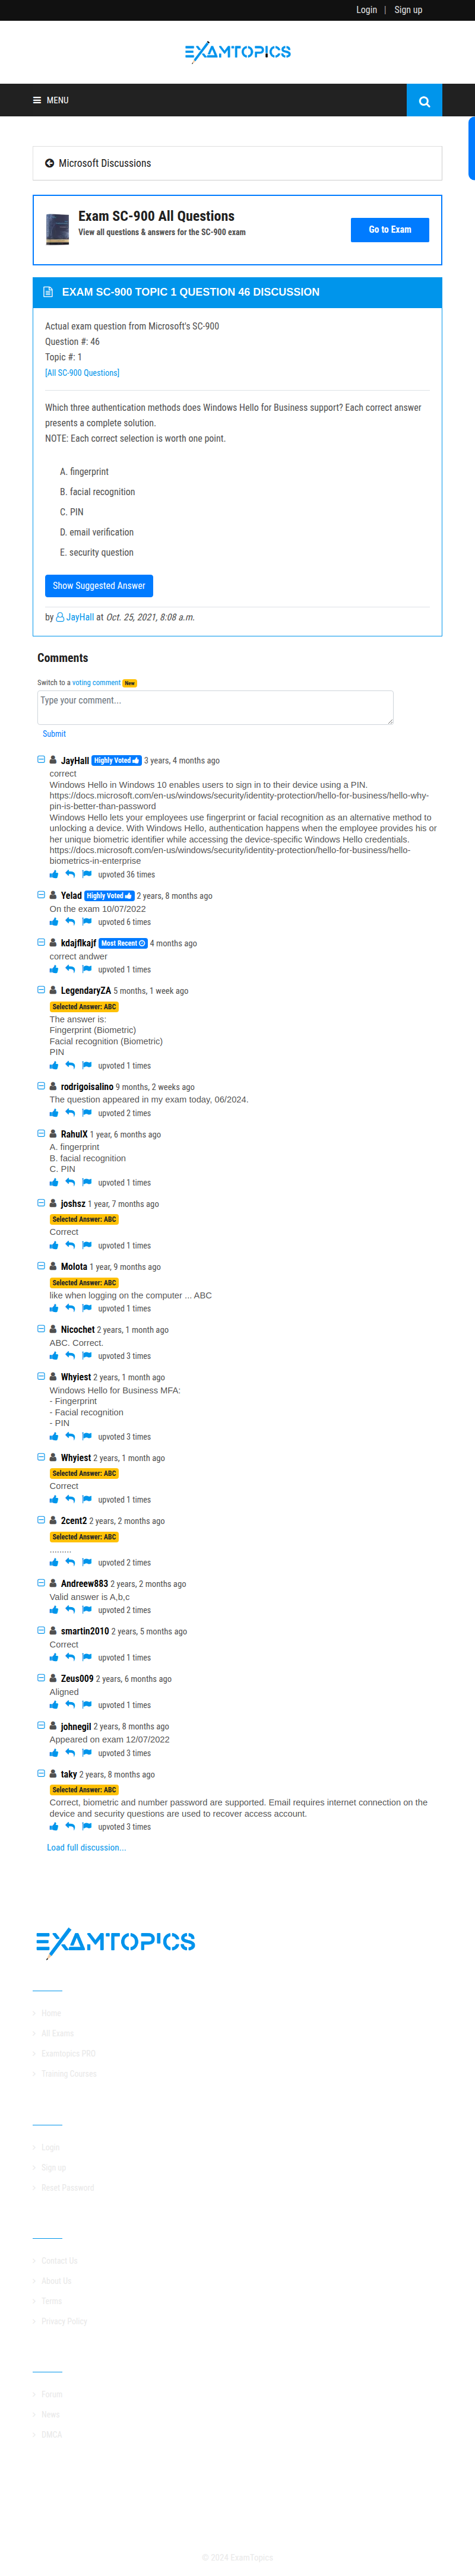 Login | Sign up
EXAMTOPICS
MENU
Microsoft Discussions
Exam SC-900 All Questions
View all questions & answers for the SC-900 exam
Go to Exam
EXAM SC-900 TOPIC 1 QUESTION 46 DISCUSSION
Actual exam question from Microsoft's SC-900
Question #: 46
Topic #: 1
[All SC-900 Questions]
Which three authentication methods does Windows Hello for Business support? Each correct answer
presents a complete solution.
NOTE: Each correct selection is worth one point.
A. fingerprint
B. facial recognition
C. PIN
D. email verification
E. security question
Show Suggested Answer
by JayHall at Oct. 25, 2021, 8:08 a.m.
Comments
Switch to a voting comment New
Type your comment...
Submit
JayHall Highly Voted 3 years, 4 months ago
correct
Windows Hello in Windows 10 enables users to sign in to their device using a PIN.
https://docs.microsoft.com/en-us/windows/security/identity-protection/hello-for-business/hello-why-
pin-is-better-than-password
Windows Hello lets your employees use fingerprint or facial recognition as an alternative method to
unlocking a device. With Windows Hello, authentication happens when the employee provides his or
her unique biometric identifier while accessing the device-specific Windows Hello credentials.
https://docs.microsoft.com/en-us/windows/security/identity-protection/hello-for-business/hello-
biometrics-in-enterprise
upvoted 36 times
Yelad Highly Voted 2 years, 8 months ago
On the exam 10/07/2022
upvoted 6 times
kdajflkajf Most Recent 4 months ago
correct andwer
upvoted 1 times
LegendaryZA 5 months, 1 week ago
Selected Answer: ABC
The answer is:
Fingerprint (Biometric)
Facial recognition (Biometric)
PIN
upvoted 1 times
rodrigoisalino 9 months, 2 weeks ago
The question appeared in my exam today, 06/2024.
upvoted 2 times
RahulX 1 year, 6 months ago
A. fingerprint
B. facial recognition
C. PIN
upvoted 1 times
joshsz 1 year, 7 months ago
Selected Answer: ABC
Correct
upvoted 1 times
Molota 1 year, 9 months ago
Selected Answer: ABC
like when logging on the computer ... ABC
upvoted 1 times
Nicochet 2 years, 1 month ago
ABC. Correct.
upvoted 3 times
Whyiest 2 years, 1 month ago
Windows Hello for Business MFA:
- Fingerprint
- Facial recognition
- PIN
upvoted 3 times
Whyiest 2 years, 1 month ago
Selected Answer: ABC
Correct
upvoted 1 times
2cent2 2 years, 2 months ago
Selected Answer: ABC
.........
upvoted 2 times
Andreew883 2 years, 2 months ago
Valid answer is A,b,c
upvoted 2 times
smartin2010 2 years, 5 months ago
Correct
upvoted 1 times
Zeus009 2 years, 6 months ago
Aligned
upvoted 1 times
johnegil 2 years, 8 months ago
Appeared on exam 12/07/2022
upvoted 3 times
taky 2 years, 8 months ago
Selected Answer: ABC
Correct, biometric and number password are supported. Email requires internet connection on the
device and security questions are used to recover access account.
upvoted 3 times
Load full discussion...
EXAMTOPICS
Home
All Exams
Examtopics PRO
Training Courses
Login
Sign up
Reset Password
Contact Us
About Us
Terms
Privacy Policy
Forum
News
DMCA
© 2024 ExamTopics